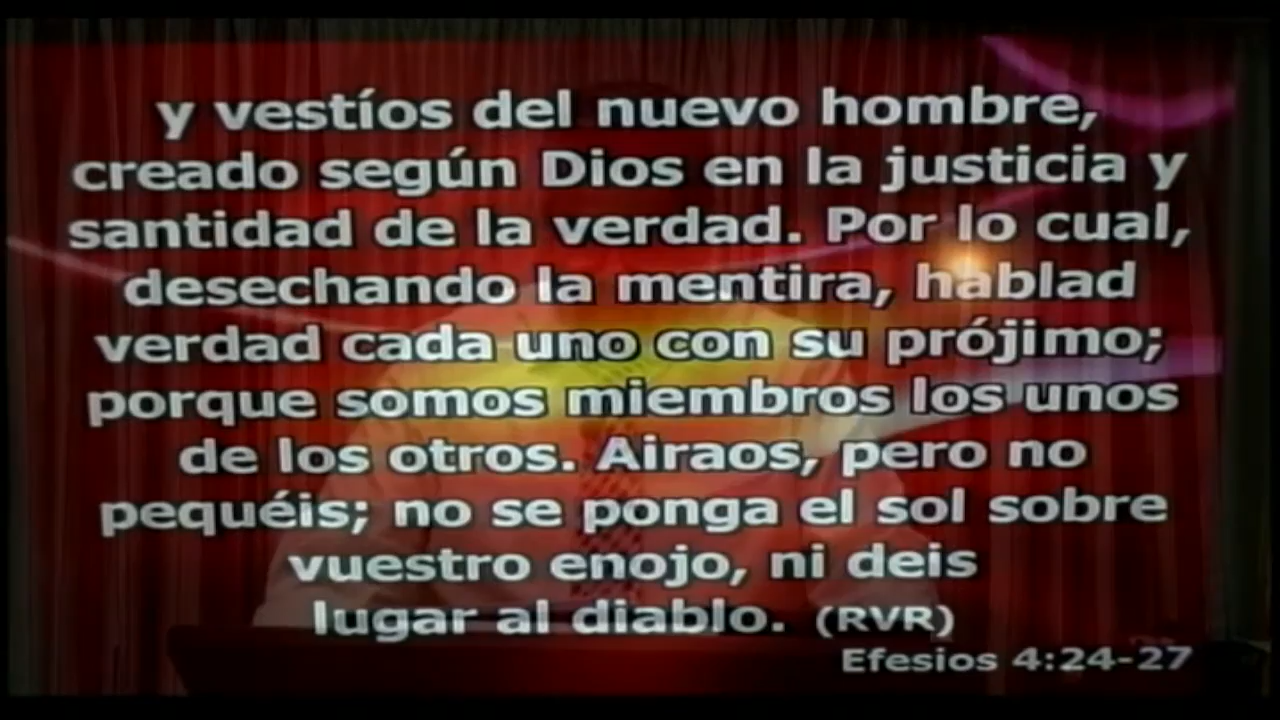 y vestíos del nuevo hombre,
creado según Dios en la justicia y
santidad de la verdad. Por lo cual,
desechando la mentira, hablad
verdad cada uno con su prójimo;
porque somos miembros los unos
de los otros. Airaos, pero no
pequéis; no se ponga el sol sobre
vuestro enojo, ni deis
lugar al diablo. (RVR)
Efesios 4:24-27